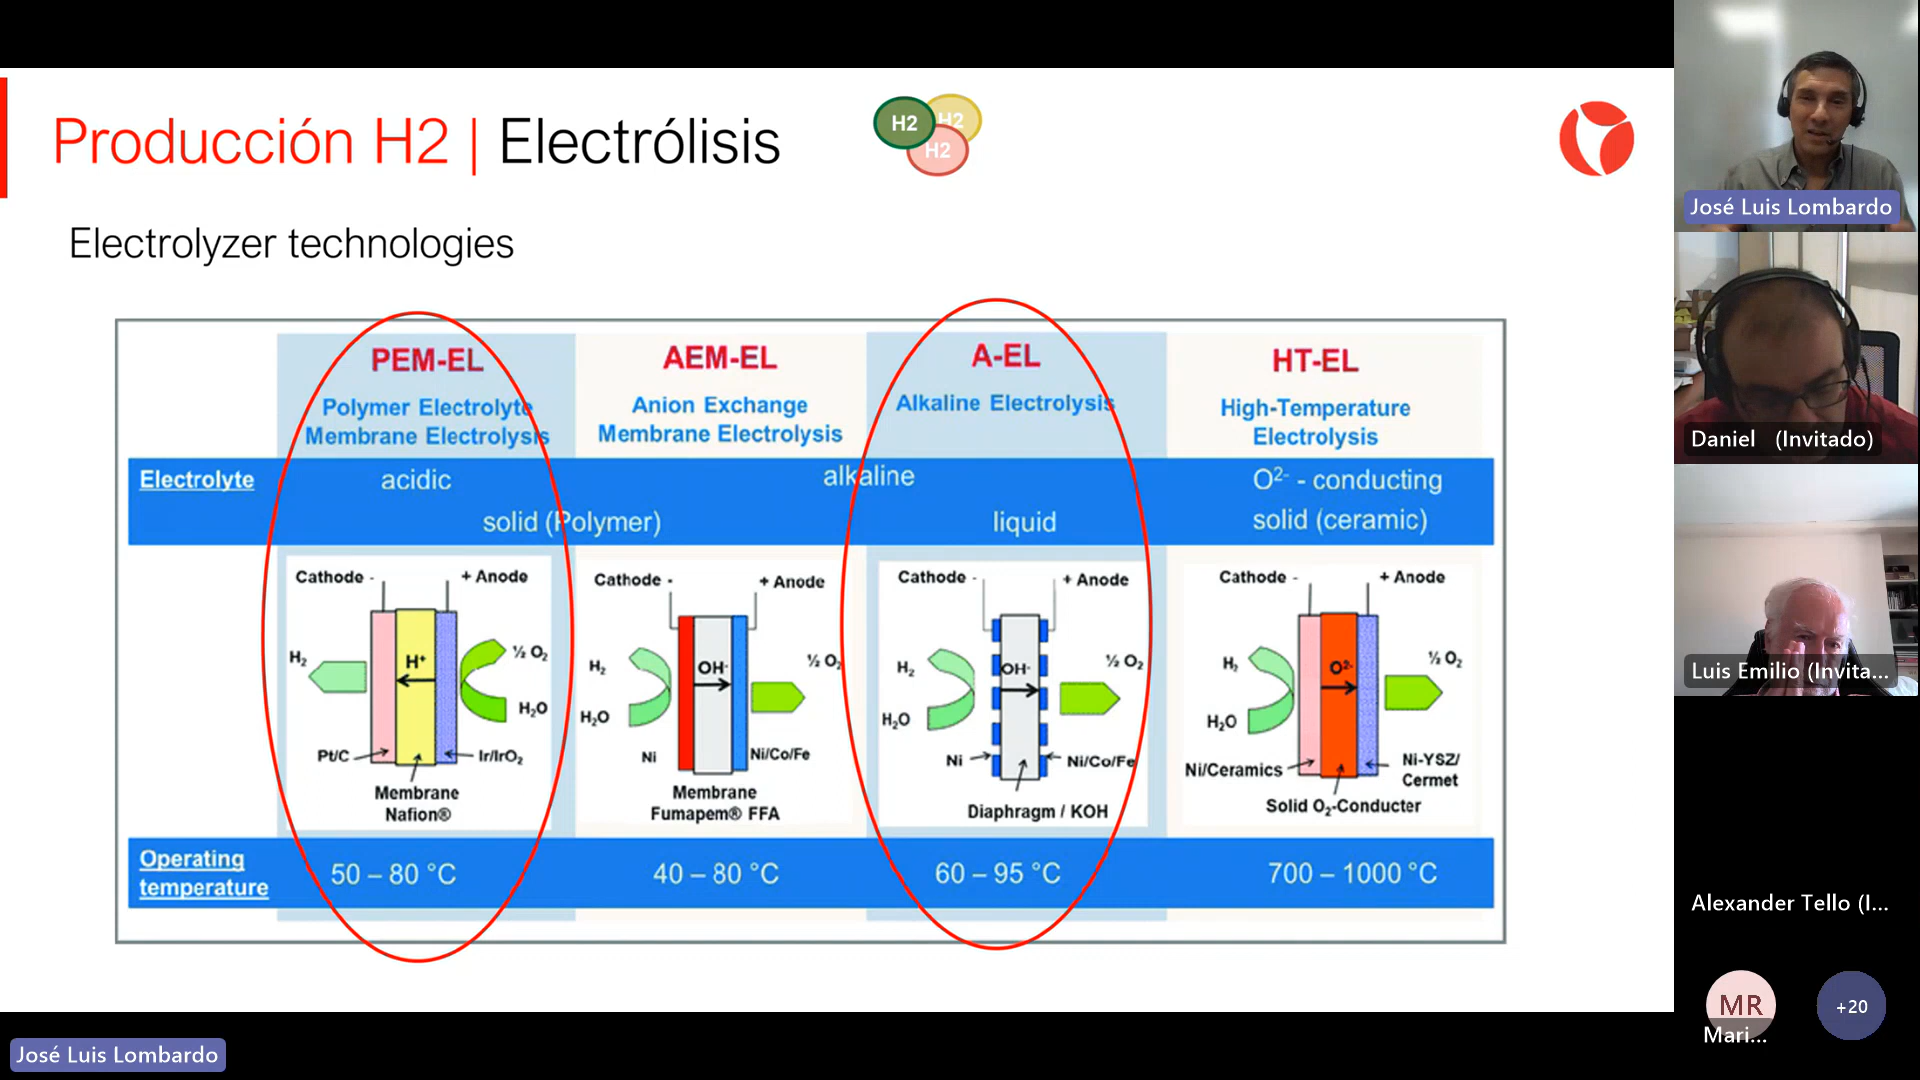 Producción H2 | Electrólisis
H2
H2
H2
Electrolyzer technologies
PEM-EL
AEM-EL
A-EL
HT-EL
Polymer Electrolyte
Membrane Electrolysis
Anion Exchange
Membrane Electrolysis
Alkaline Electrolysis
High-Temperature
Electrolysis
Electrolyte
acidic
alkaline
O²⁻ - conducting
solid (Polymer)
liquid
solid (ceramic)
Cathode -
+ Anode
H₂
H⁺
½ O₂
H₂O
Pt/C
Ir/IrO₂
Membrane
Nafion®
Cathode -
+ Anode
H₂
OH⁻
½ O₂
H₂O
Ni
Ni/Co/Fe
Membrane
Fumapem® FFA
Cathode -
+ Anode
H₂
OH⁻
½ O₂
H₂O
Ni
Ni/Co/Fe
Diaphragm / KOH
Cathode -
+ Anode
H₂
O²⁻
½ O₂
H₂O
Ni/Ceramics
Ni-YSZ/
Cermet
Solid O₂-Conducter
Operating
temperature
50 – 80 °C
40 – 80 °C
60 – 95 °C
700 – 1000 °C
José Luis Lombardo
José Luis Lombardo
Daniel (Invitado)
Luis Emilio (Invita...
Alexander Tello (I...
MR
Mari...
+20